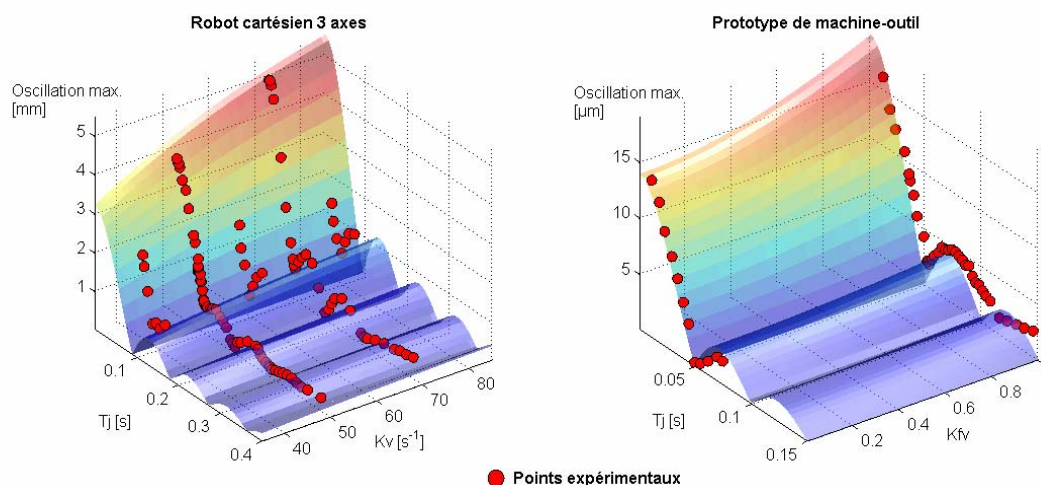 Robot cartésien 3 axes
Oscillation max.
[mm]
5
4
3
2
1
0.1
0.2
0.3
0.4
Tj [s]
40
50
60
70
80
Kv [s-1]
Prototype de machine-outil
Oscillation max.
[µm]
15
10
5
0.05
0.1
0.15
Tj [s]
0.2
0.4
0.6
0.8
Kfv
Points expérimentaux